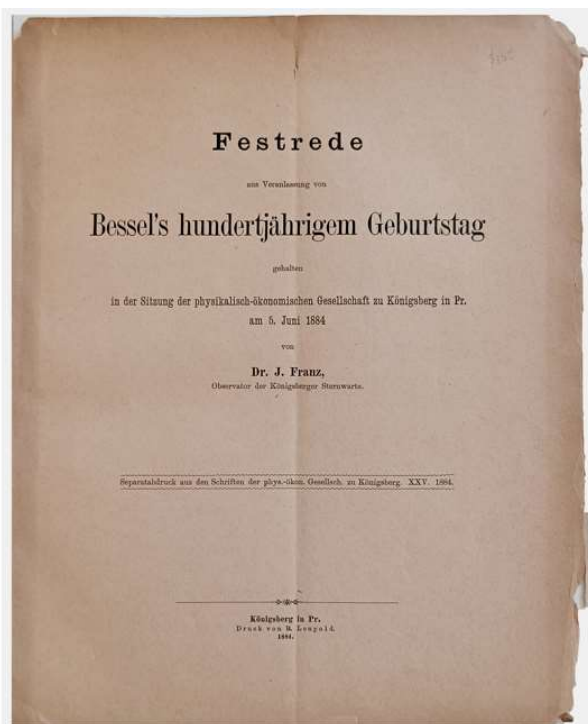 Festrede
aus Veranlassung von
Bessel's hundertjährigem Geburtstag
gehalten
in der Sitzung der physikalisch-ökonomischen Gesellschaft zu Königsberg in Pr.
am 5. Juni 1884
von
Dr. J. Franz,
Observator der Königsberger Sternwarte.
Separatabdruck aus den Schriften der phys.-ökon. Gesellsch. zu Königsberg. XXV. 1884.
Königsberg in Pr.
Druck von R. Leupold.
1884.